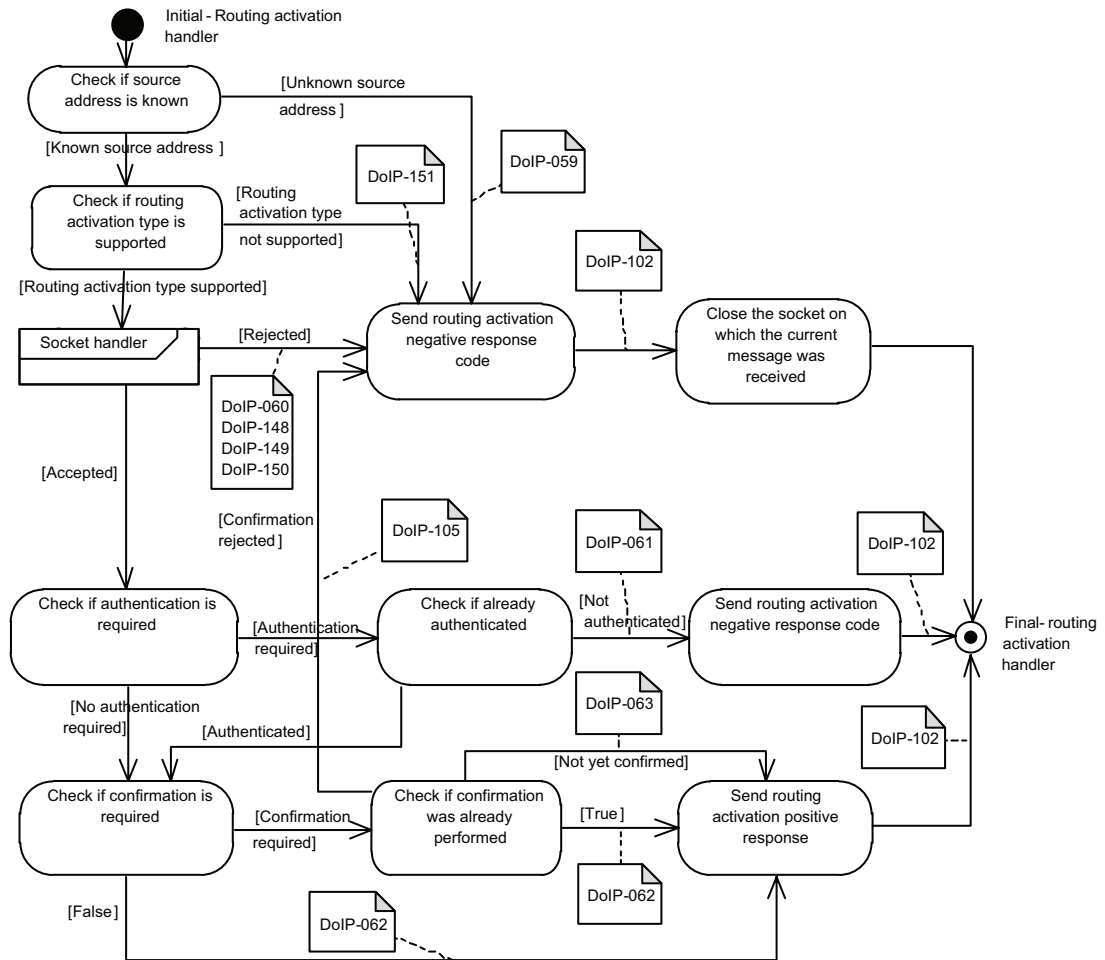 Initial - Routing activation
handler
Check if source
address is known
[Unknown source
address ]
[Known source address ]
DoIP-151
DoIP-059
Check if routing
activation type is
supported
[Routing
activation type
not supported]
DoIP-102
[Routing activation type supported]
Socket handler
[Rejected]
Send routing activation
negative response
code
Close the socket on
which the current
message was
received
DoIP-060
DoIP-148
DoIP-149
DoIP-150
[Accepted]
[Confirmation
rejected ]
DoIP-105
DoIP-061
DoIP-102
Check if authentication is
required
[Authentication
required]
Check if already
authenticated
[Not
authenticated]
Send routing activation
negative response code
Final- routing
activation
handler
[No authentication
required]
[Authenticated]
DoIP-063
DoIP-102
[Not yet confirmed]
Check if confirmation is
required
[Confirmation
required]
Check if confirmation
was already
performed
[True ]
Send routing
activation positive
response
DoIP-062
[False]
DoIP-062